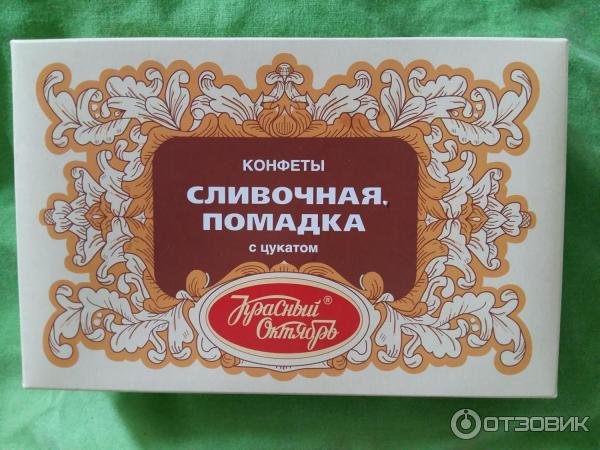 КОНФЕТЫ
СЛИВОЧНАЯ
ПОМАДКА
с цукатом
Красный ®
Октябрь
ОТЗОВИК